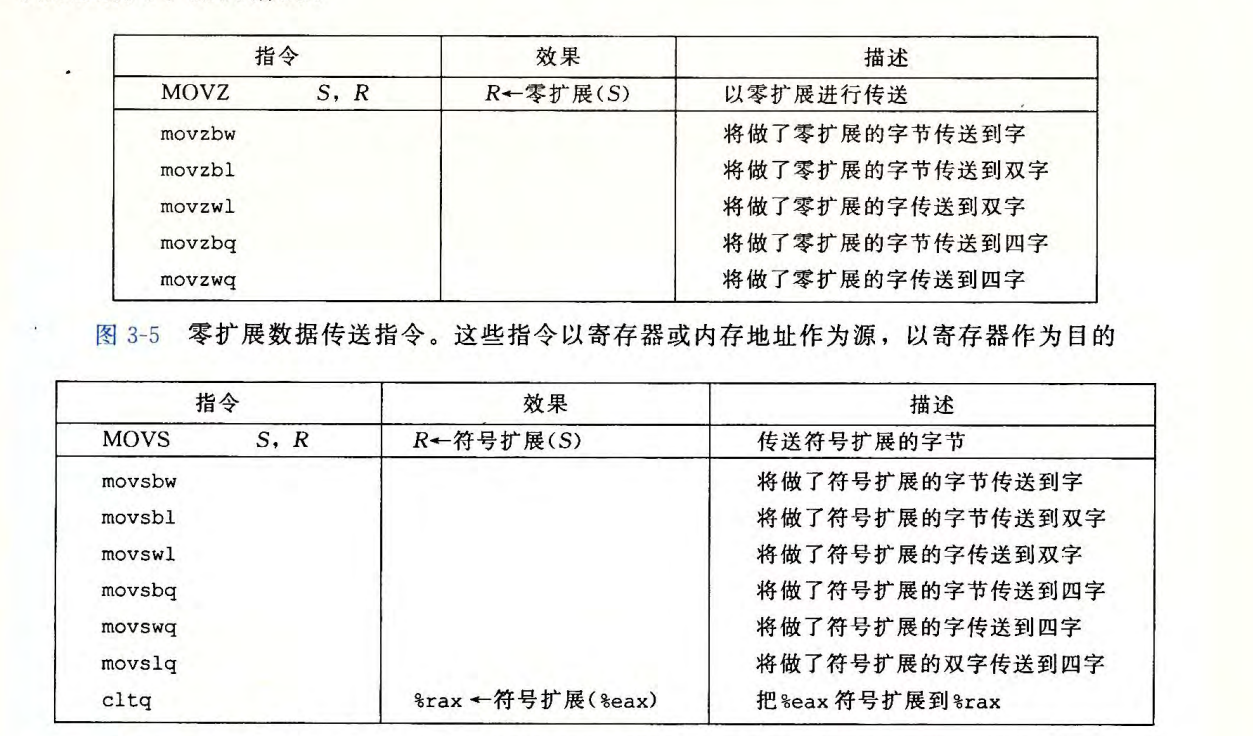 指令 效果 描述
MOVZ S, R R←零扩展(S) 以零扩展进行传送
movzbw 将做了零扩展的字节传送到字
movzbl 将做了零扩展的字节传送到双字
movzwl 将做了零扩展的字传送到双字
movzbq 将做了零扩展的字节传送到四字
movzwq 将做了零扩展的字传送到四字
图 3-5 零扩展数据传送指令。这些指令以寄存器或内存地址作为源，以寄存器作为目的
指令 效果 描述
MOVS S, R R←符号扩展(S) 传送符号扩展的字节
movsbw 将做了符号扩展的字节传送到字
movsbl 将做了符号扩展的字节传送到双字
movswl 将做了符号扩展的字传送到双字
movsbq 将做了符号扩展的字节传送到四字
movswq 将做了符号扩展的字传送到四字
movslq 将做了符号扩展的双字传送到四字
cltq %rax←符号扩展(%eax) 把%eax符号扩展到%rax